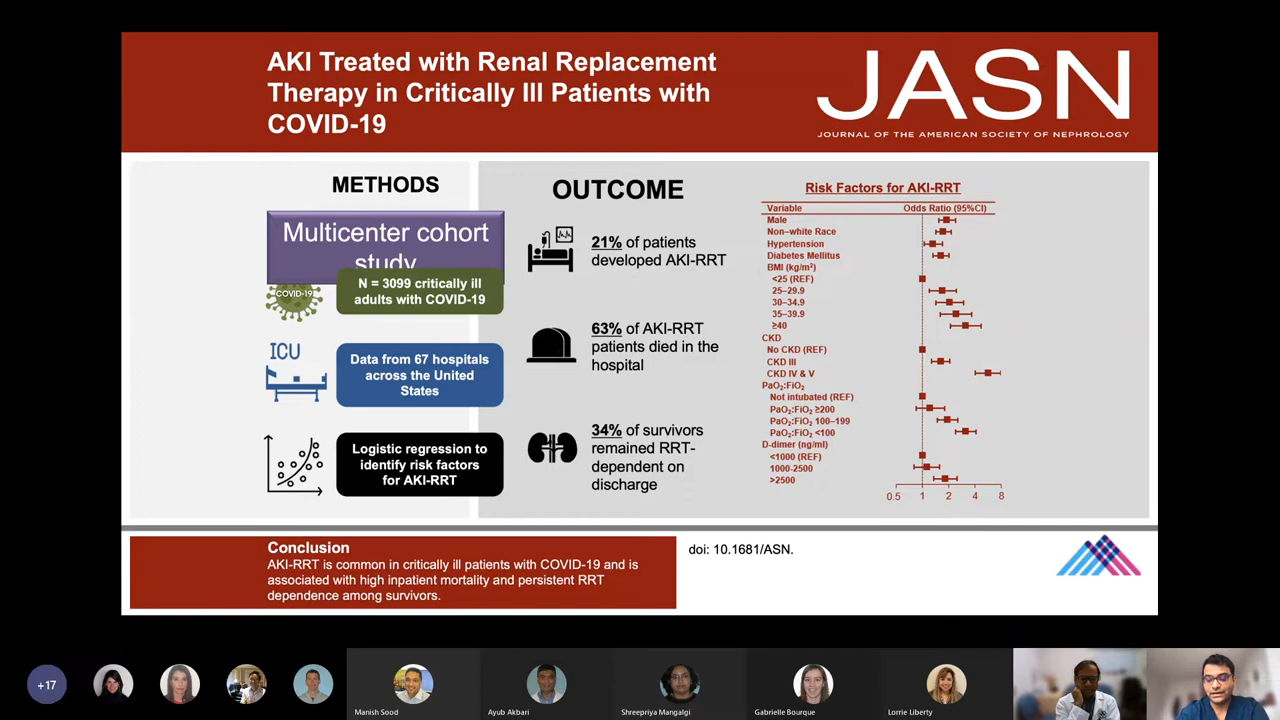 AKI Treated with Renal Replacement
Therapy in Critically Ill Patients with
COVID-19
JASN
JOURNAL OF THE AMERICAN SOCIETY OF NEPHROLOGY
METHODS
Multicenter cohort
study
COVID-19
N = 3099 critically ill
adults with COVID-19
ICU
Data from 67 hospitals
across the United
States
Logistic regression to
identify risk factors
for AKI-RRT
OUTCOME
21% of patients
developed AKI-RRT
63% of AKI-RRT
patients died in the
hospital
34% of survivors
remained RRT-
dependent on
discharge
Risk Factors for AKI-RRT
Variable Odds Ratio (95%CI)
Male
Non–white Race
Hypertension
Diabetes Mellitus
BMI (kg/m²)
<25 (REF)
25–29.9
30–34.9
35–39.9
≥40
CKD
No CKD (REF)
CKD III
CKD IV & V
PaO₂:FiO₂
Not intubated (REF)
PaO₂:FiO₂ ≥200
PaO₂:FiO₂ 100–199
PaO₂:FiO₂ <100
D-dimer (ng/ml)
<1000 (REF)
1000-2500
>2500
0.5 1 2 4 8
Conclusion
AKI-RRT is common in critically ill patients with COVID-19 and is
associated with high inpatient mortality and persistent RRT
dependence among survivors.
doi: 10.1681/ASN.
+17
Manish Sood
Ayub Akbari
Shreepriya Mangalgi
Gabrielle Bourque
Lorrie Liberty